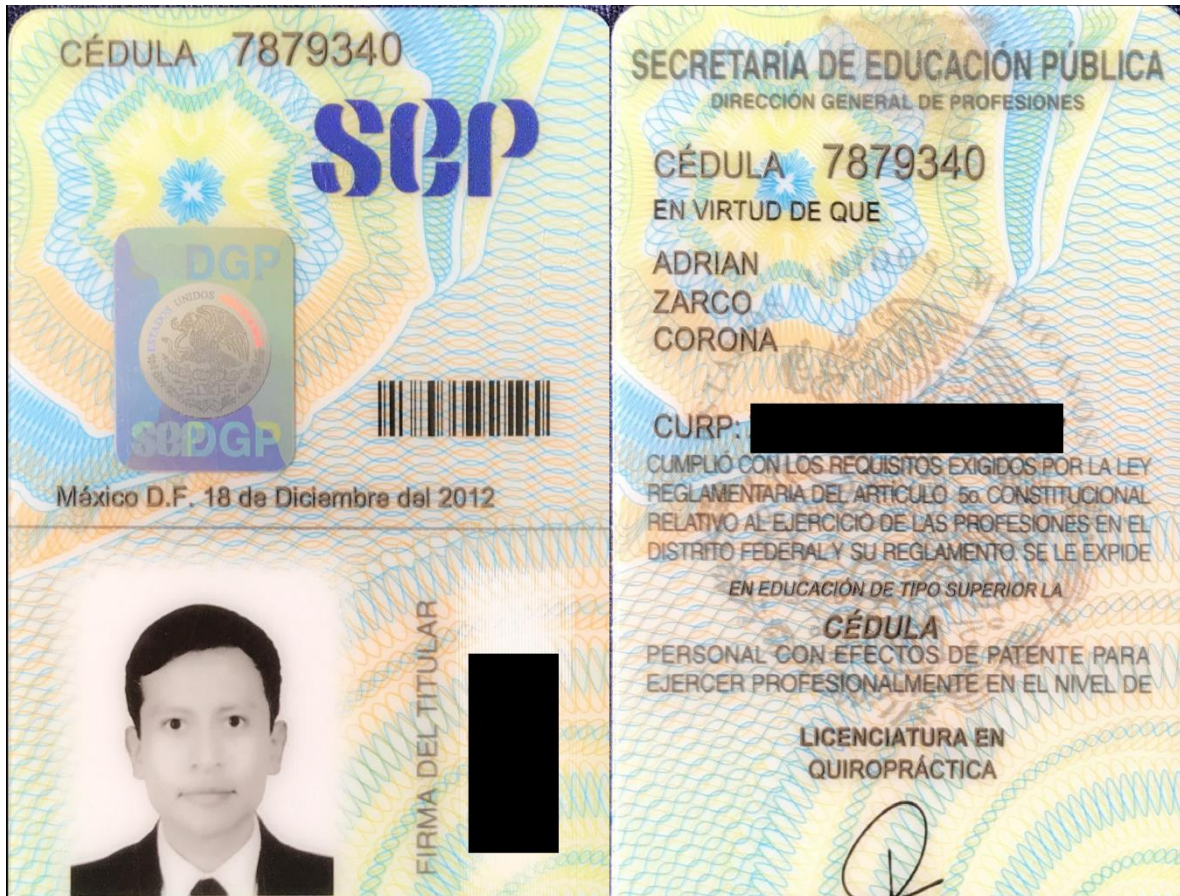 CÉDULA 7879340
sep
DGP
ESTADOS UNIDOS
sep DGP
México D.F. 18 de Diciembre del 2012
FIRMA DEL TITULAR
SECRETARÍA DE EDUCACIÓN PÚBLICA
DIRECCIÓN GENERAL DE PROFESIONES
CÉDULA 7879340
EN VIRTUD DE QUE
ADRIAN
ZARCO
CORONA
CURP:
CUMPLIÓ CON LOS REQUISITOS EXIGIDOS POR LA LEY
REGLAMENTARIA DEL ARTICULO 5o. CONSTITUCIONAL
RELATIVO AL EJERCICIO DE LAS PROFESIONES EN EL
DISTRITO FEDERAL Y SU REGLAMENTO. SE LE EXPIDE
EN EDUCACIÓN DE TIPO SUPERIOR LA
CÉDULA
PERSONAL CON EFECTOS DE PATENTE PARA
EJERCER PROFESIONALMENTE EN EL NIVEL DE
LICENCIATURA EN
QUIROPRÁCTICA